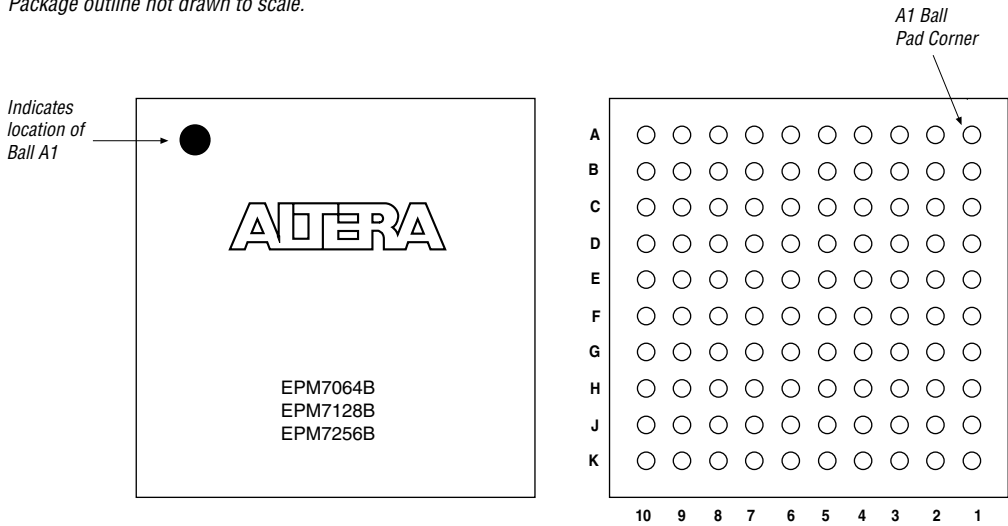 Package outline not drawn to scale.
A1 Ball
Pad Corner
Indicates
location of
Ball A1
ALTERA
EPM7064B
EPM7128B
EPM7256B
A
B
C
D
E
F
G
H
J
K
10 9 8 7 6 5 4 3 2 1